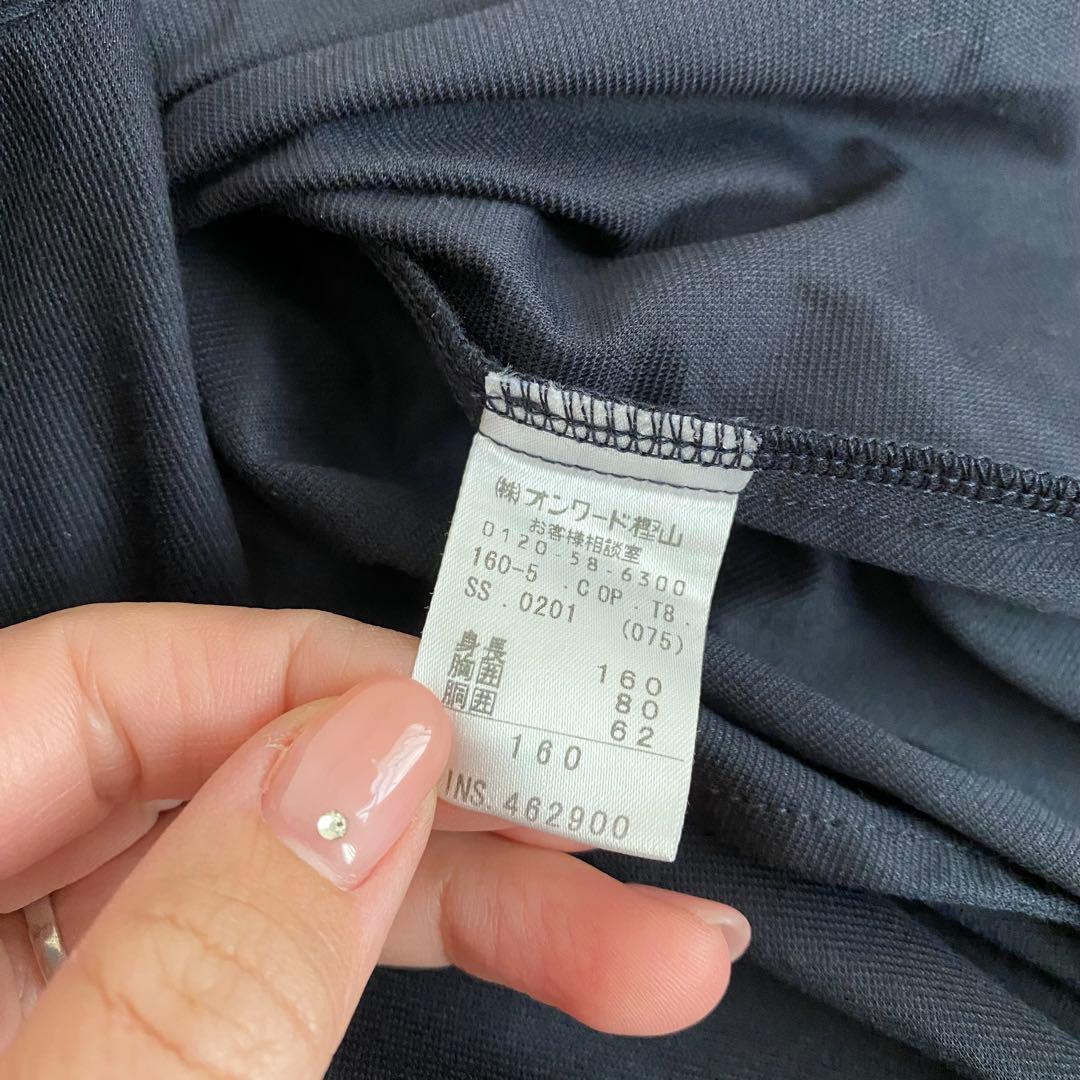 (株)オンワード樫山
お客様相談室
0120-58-6300
160-5 .COP.T8.
SS.0201 (075)
身長 160
胸囲 80
胴囲 62
160
INS.462900